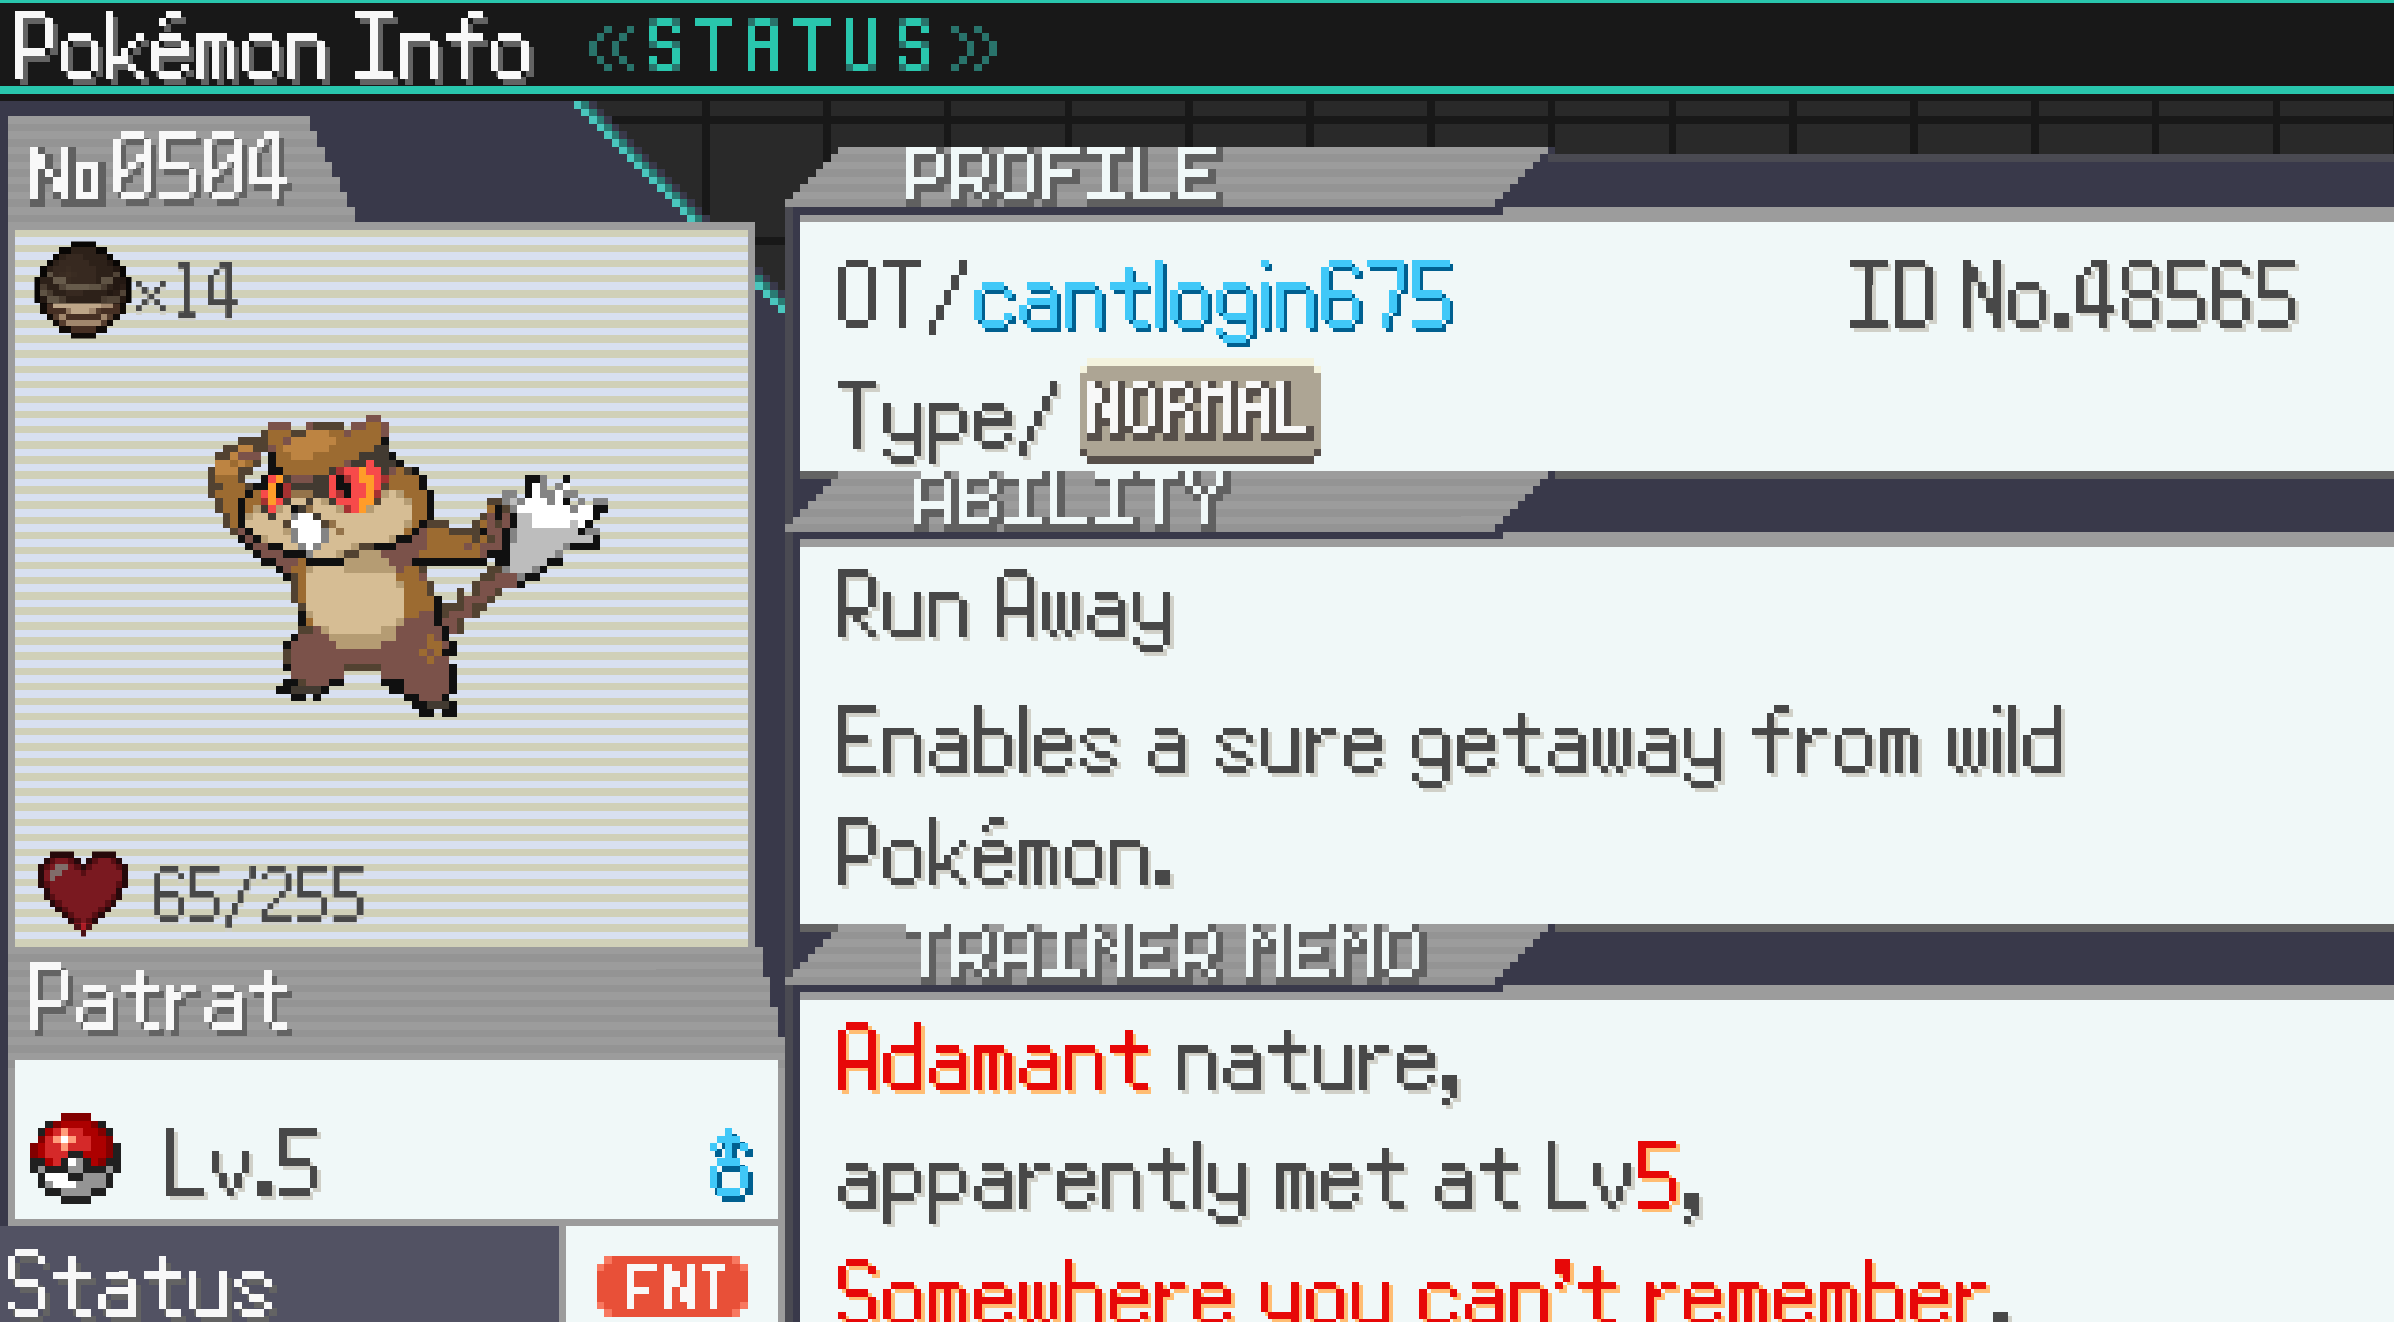 Pokémon Info «STATUS»
No0504
×14
65/255
Patrat
Lv.5 ♂
Status FNT
PROFILE
OT/cantlogin675 ID No.48565
Type/ NORMAL
ABILITY
Run Away
Enables a sure getaway from wild
Pokémon.
TRAINER MEMO
Adamant nature,
apparently met at Lv5,
Somewhere you can't remember.